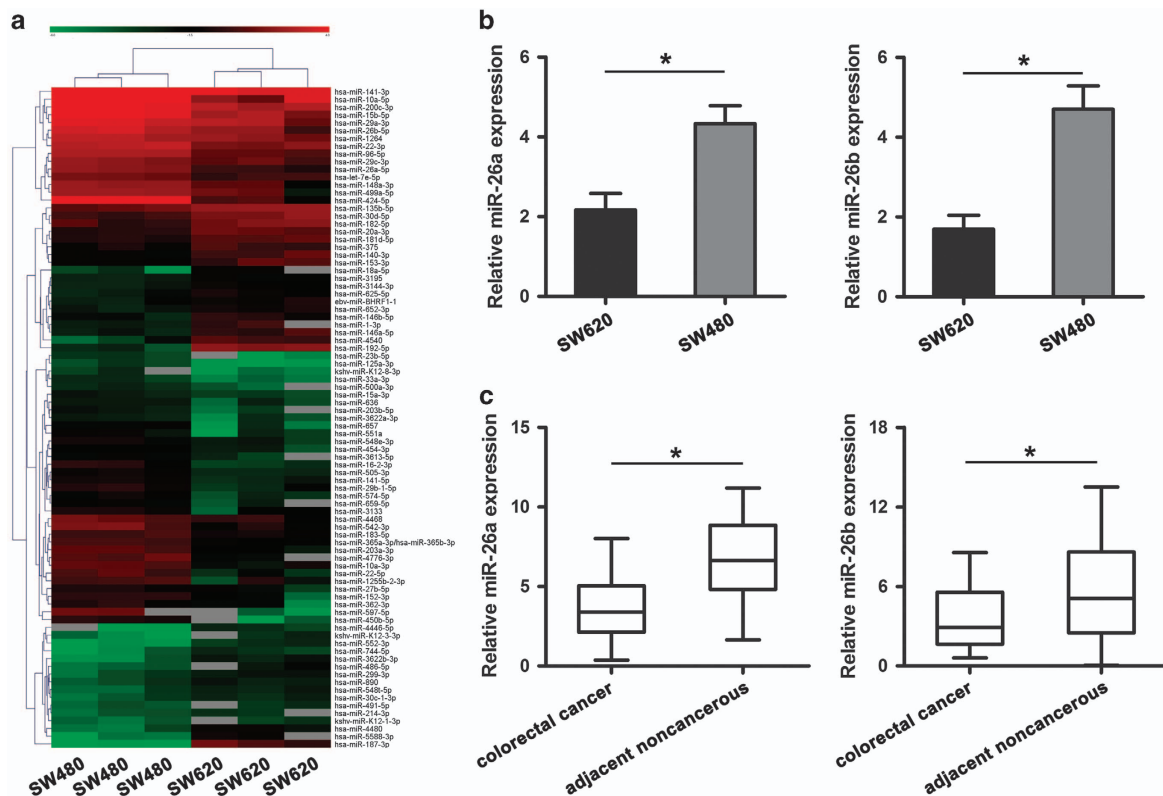 a
hsa-miR-141-3p
hsa-miR-10a-5p
hsa-miR-200c-3p
hsa-miR-15b-5p
hsa-miR-29a-3p
hsa-miR-26b-5p
hsa-miR-1264
hsa-miR-22-3p
hsa-miR-96-5p
hsa-miR-29c-3p
hsa-miR-26a-5p
hsa-let-7e-5p
hsa-miR-148a-3p
hsa-miR-499a-5p
hsa-miR-424-5p
hsa-miR-135b-5p
hsa-miR-30d-5p
hsa-miR-182-5p
hsa-miR-20a-3p
hsa-miR-181d-5p
hsa-miR-375
hsa-miR-140-3p
hsa-miR-153-3p
hsa-miR-18a-5p
hsa-miR-3195
hsa-miR-3144-3p
hsa-miR-625-5p
ebv-miR-BHRF1-1
hsa-miR-652-3p
hsa-miR-146b-5p
hsa-miR-1-3p
hsa-miR-146a-5p
hsa-miR-4540
hsa-miR-192-5p
hsa-miR-23b-5p
hsa-miR-125a-3p
kshv-miR-K12-8-3p
hsa-miR-33a-3p
hsa-miR-500a-3p
hsa-miR-15a-3p
hsa-miR-636
hsa-miR-203b-5p
hsa-miR-3622a-3p
hsa-miR-657
hsa-miR-551a
hsa-miR-548e-3p
hsa-miR-454-3p
hsa-miR-3613-5p
hsa-miR-16-2-3p
hsa-miR-505-3p
hsa-miR-141-5p
hsa-miR-29b-1-5p
hsa-miR-574-5p
hsa-miR-659-5p
hsa-miR-3133
hsa-miR-4468
hsa-miR-542-3p
hsa-miR-183-5p
hsa-miR-365a-3p/hsa-miR-365b-3p
hsa-miR-203a-3p
hsa-miR-4776-3p
hsa-miR-10a-3p
hsa-miR-22-5p
hsa-miR-1255b-2-3p
hsa-miR-27b-5p
hsa-miR-152-3p
hsa-miR-362-3p
hsa-miR-597-5p
hsa-miR-450b-5p
hsa-miR-4446-5p
kshv-miR-K12-3-3p
hsa-miR-552-3p
hsa-miR-744-5p
hsa-miR-3622b-3p
hsa-miR-486-5p
hsa-miR-299-3p
hsa-miR-890
hsa-miR-548t-5p
hsa-miR-30c-1-3p
hsa-miR-491-5p
hsa-miR-214-3p
kshv-miR-K12-1-3p
hsa-miR-4480
hsa-miR-5588-3p
hsa-miR-187-3p
SW480 SW480 SW480 SW620 SW620 SW620
b
Relative miR-26a expression
6
4
2
0
*
SW620 SW480
Relative miR-26b expression
6
4
2
0
*
SW620 SW480
c
Relative miR-26a expression
15
10
5
0
*
colorectal cancer
adjacent noncancerous
Relative miR-26b expression
18
12
6
0
*
colorectal cancer
adjacent noncancerous